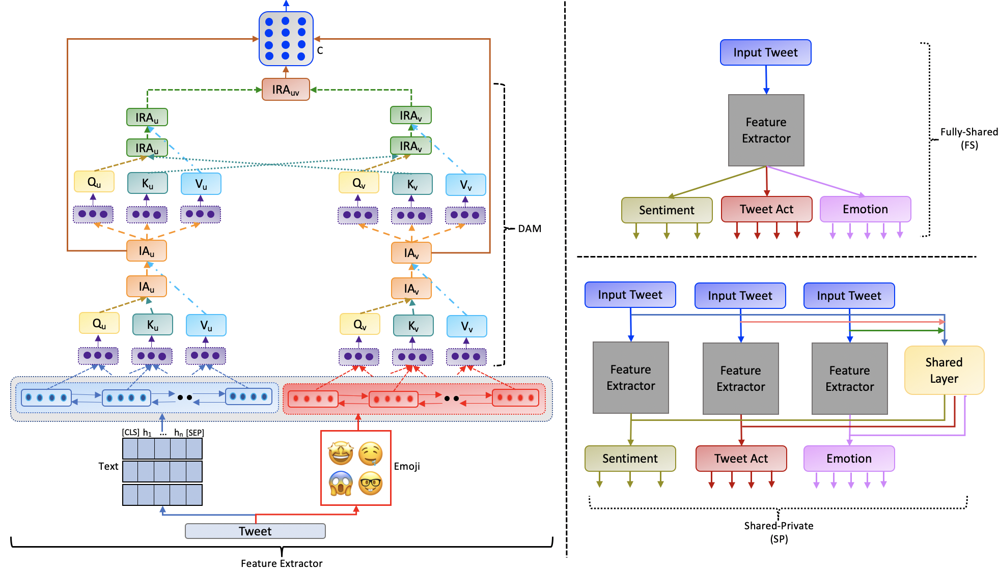 C
IRAuv
IRAu
IRAv
IRAu
IRAv
Qu
Ku
Vu
Qv
Kv
Vv
DAM
IAu
IAv
IAu
IAv
Qu
Ku
Vu
Qv
Kv
Vv
[CLS] h1 ... hn [SEP]
Text
Emoji
Tweet
Feature Extractor
Input Tweet
Feature
Extractor
Fully-Shared
(FS)
Sentiment
Tweet Act
Emotion
Input Tweet
Input Tweet
Input Tweet
Feature
Extractor
Feature
Extractor
Feature
Extractor
Shared
Layer
Sentiment
Tweet Act
Emotion
Shared-Private
(SP)